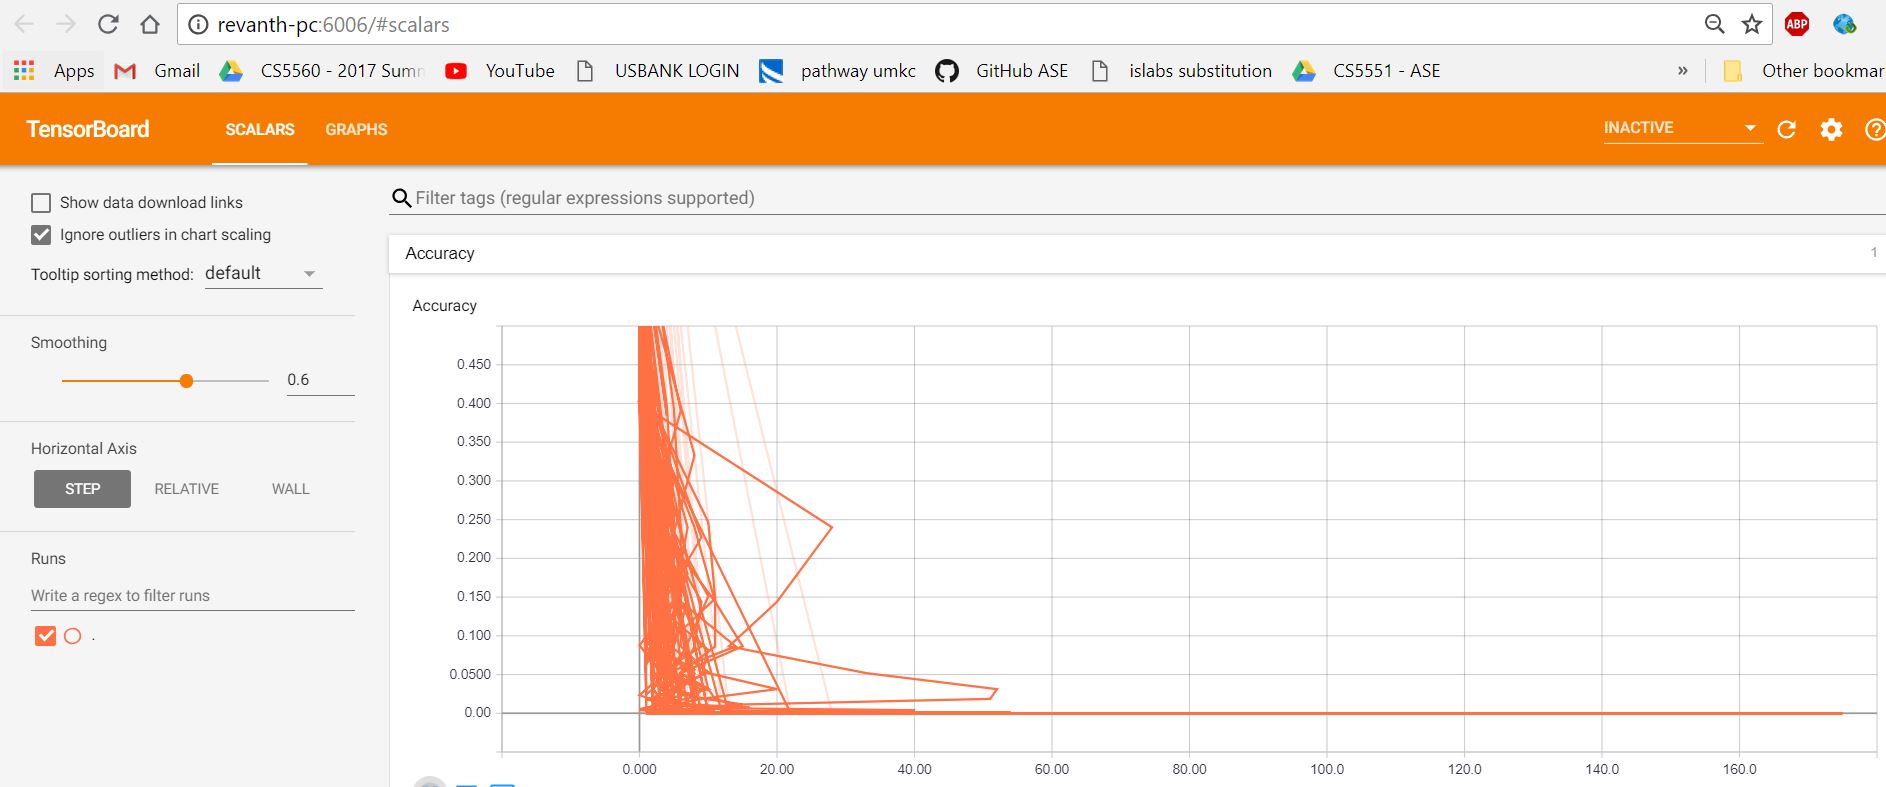 revanth-pc:6006/#scalars
ABP
Apps Gmail CS5560 - 2017 Sum YouTube USBANK LOGIN pathway umkc GitHub ASE islabs substitution CS5551 - ASE » Other bookmar
TensorBoard SCALARS GRAPHS INACTIVE
Show data download links
Ignore outliers in chart scaling
Tooltip sorting method: default
Smoothing
0.6
Horizontal Axis
STEP RELATIVE WALL
Runs
Write a regex to filter runs
.
Filter tags (regular expressions supported)
Accuracy 1
Accuracy
0.450
0.400
0.350
0.300
0.250
0.200
0.150
0.100
0.0500
0.00
0.000 20.00 40.00 60.00 80.00 100.0 120.0 140.0 160.0